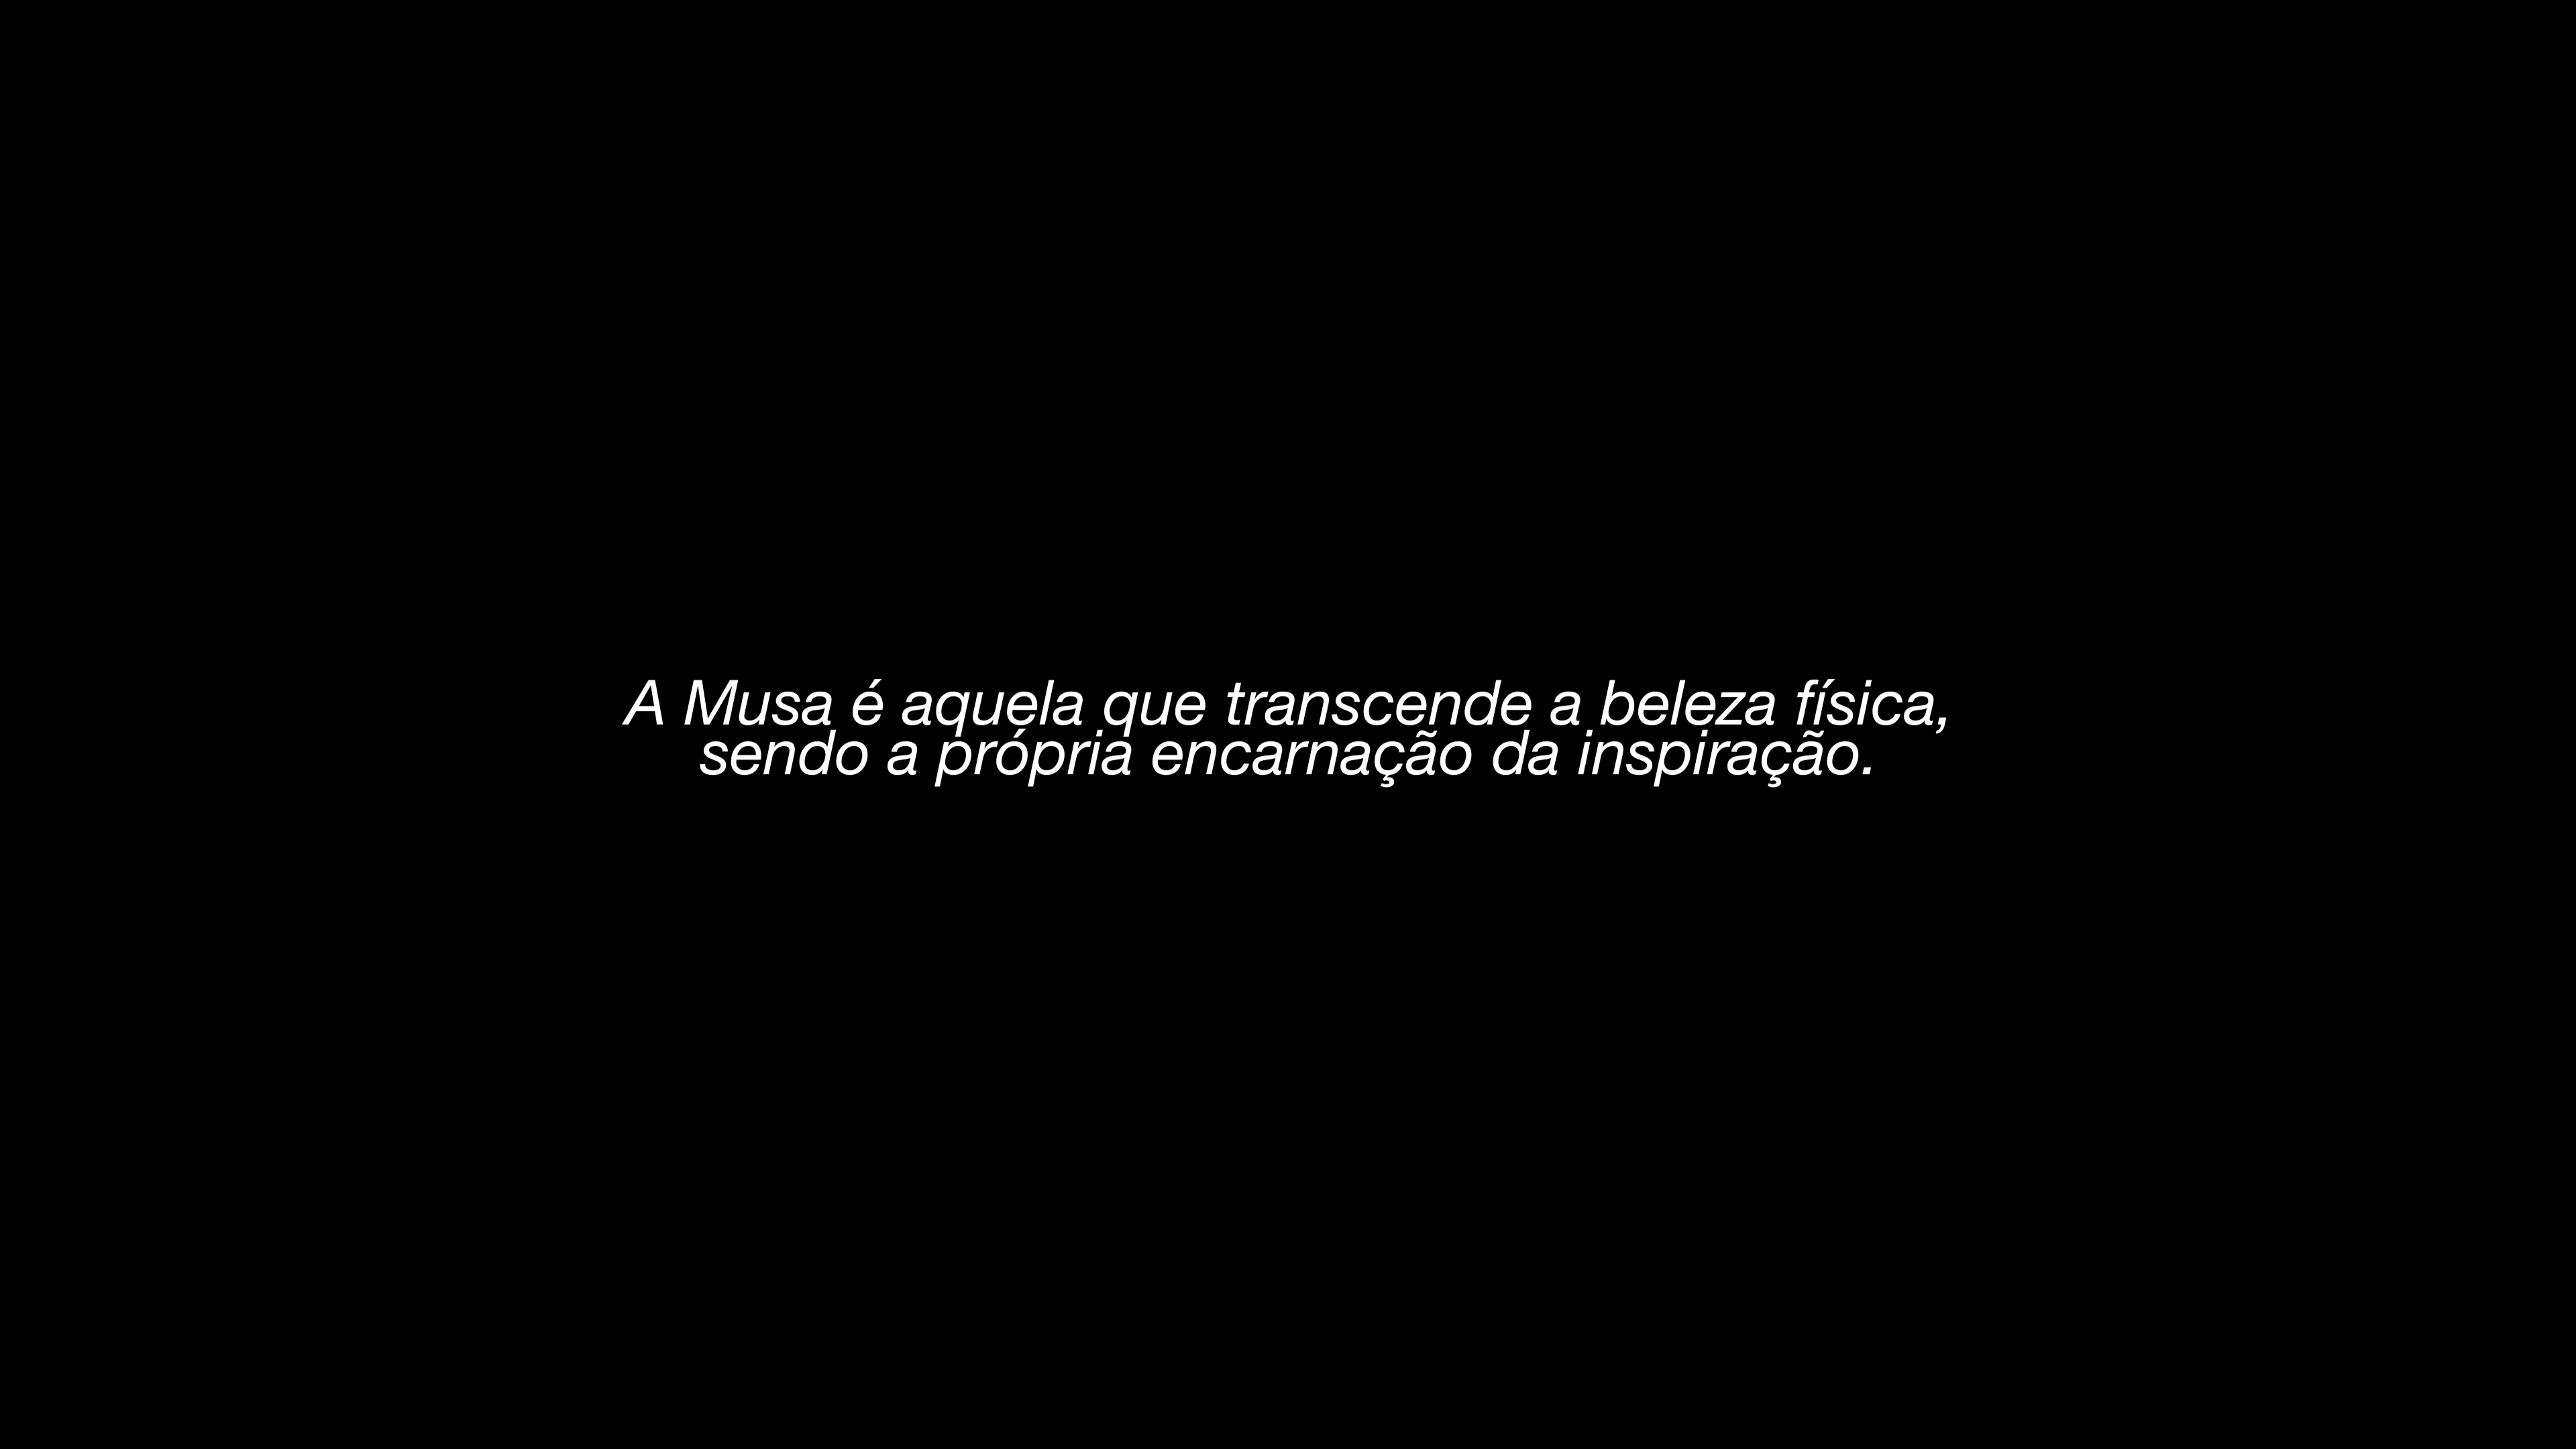 A Musa é aquela que transcende a beleza física,
sendo a própria encarnação da inspiração.